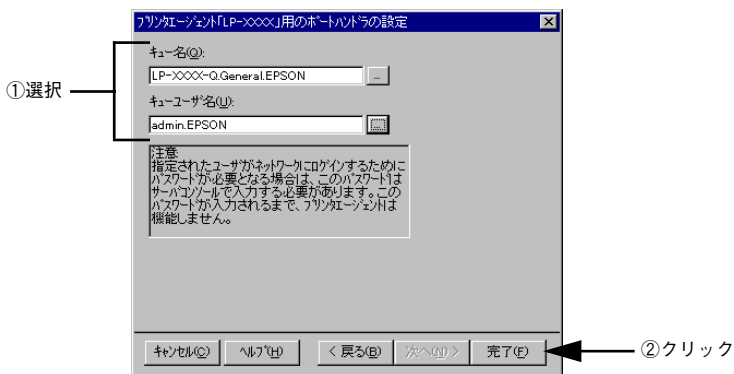 ﾌﾟﾘﾝﾀｴｰｼﾞｪﾝﾄ｢LP-XXXX｣用のﾎﾟｰﾄﾊﾝﾄﾞﾗの設定
ｷｭｰ名(Q):
LP-XXXX-Q.General.EPSON
...
①選択
ｷｭｰﾕｰｻﾞ名(U):
admin.EPSON
...
注意:
指定されたﾕｰｻﾞがﾈｯﾄﾜｰｸにﾛｸﾞｲﾝするために
ﾊﾟｽﾜｰﾄﾞが必要となる場合は、このﾊﾟｽﾜｰﾄﾞは
ｻｰﾊﾞｺﾝｿｰﾙで入力する必要があります。この
ﾊﾟｽﾜｰﾄﾞが入力されるまで、ﾌﾟﾘﾝﾀｴｰｼﾞｪﾝﾄは
機能しません。
ｷｬﾝｾﾙ(C) ﾍﾙﾌﾟ(H) < 戻る(B) 次へ(N) > 完了(F)
②クリック